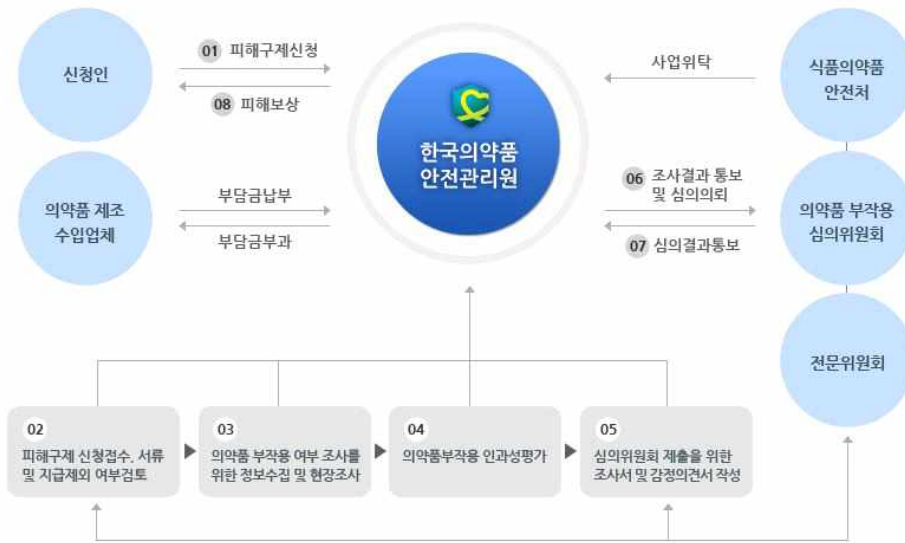 신청인
01 피해구제신청
08 피해보상
한국의약품
안전관리원
사업위탁
식품의약품
안전처
의약품 제조
수입업체
부담금납부
부담금부과
06 조사결과 통보
및 심의의뢰
07 심의결과통보
의약품 부작용
심의위원회
전문위원회
02
피해구제 신청접수, 서류
및 지급제외 여부검토
03
의약품 부작용 여부 조사를
위한 정보수집 및 현장조사
04
의약품부작용 인과성평가
05
심의위원회 제출을 위한
조사서 및 감정의견서 작성